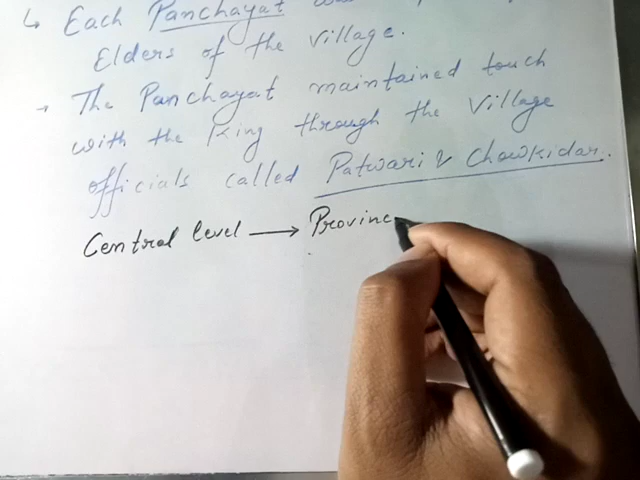 ↳ Each Panchayat
Elders of the Village.
→ The Panchayat maintained touch
with the King through the Village
officials called Patwari & Chowkidar.
Central level → Provinc